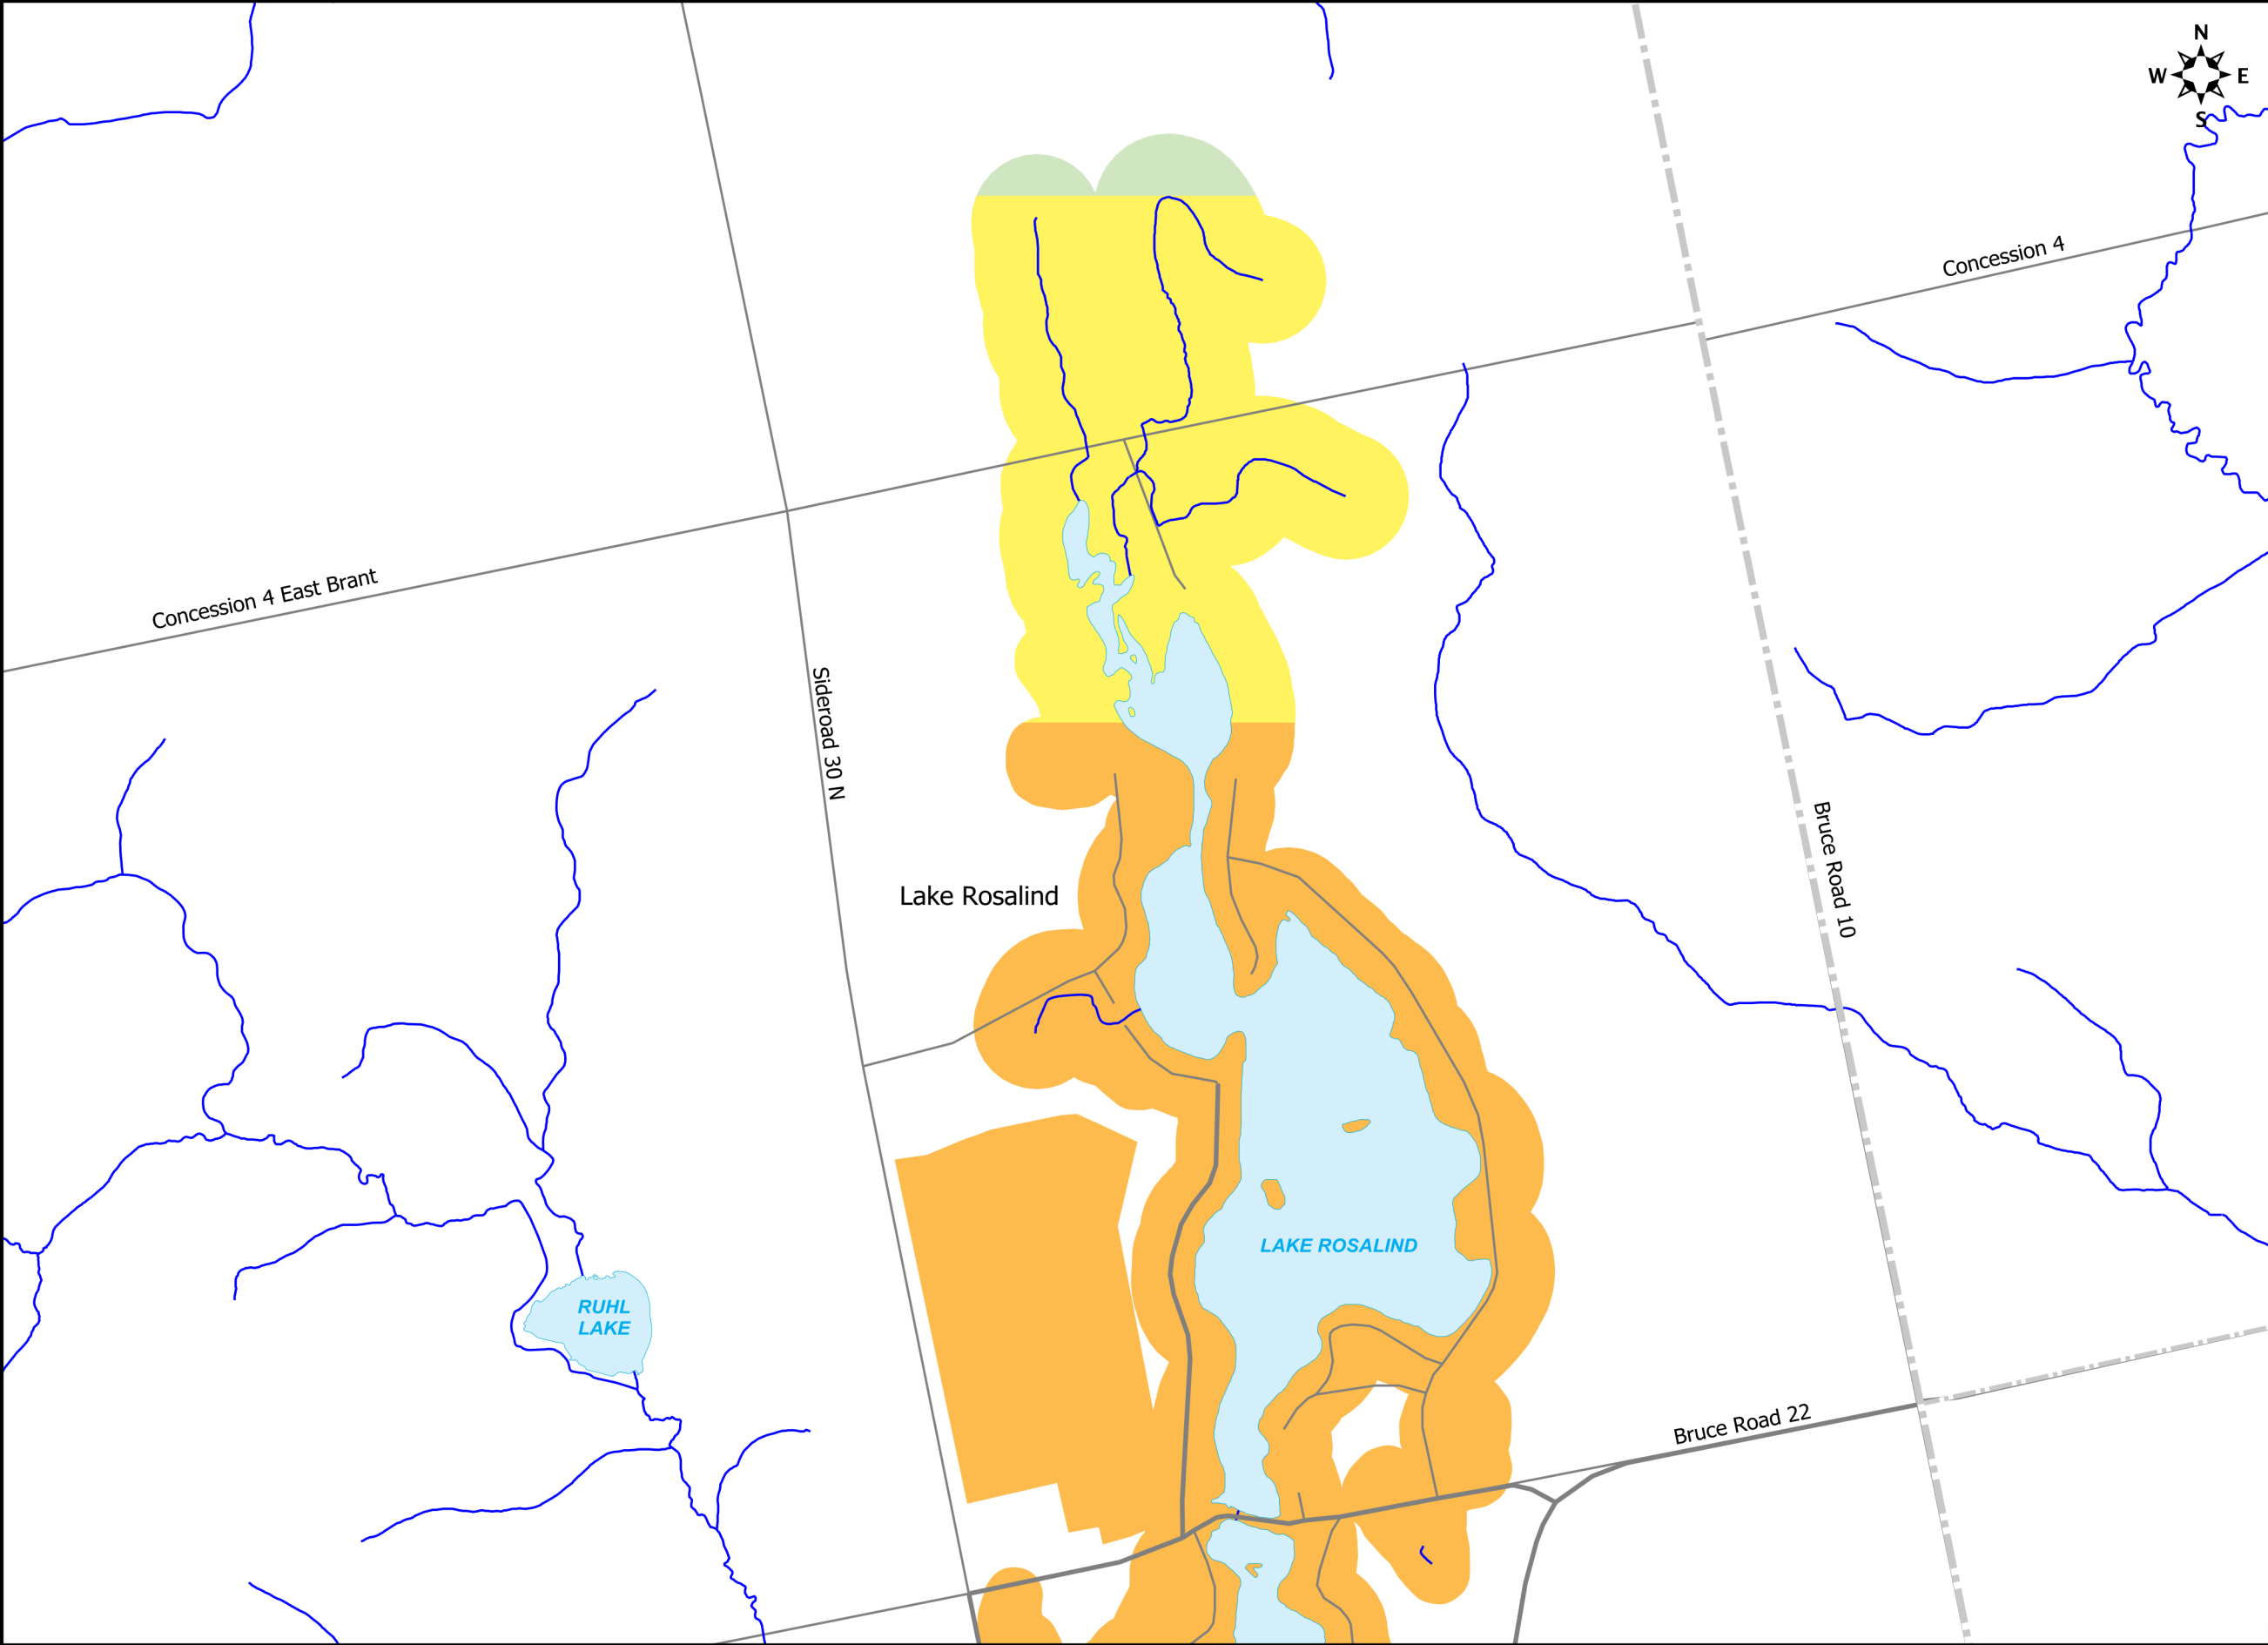 N
W E
S
Concession 4
Concession 4 East Brant
Sideroad 30 N
Bruce Road 10
Lake Rosalind
LAKE ROSALIND
RUHL
LAKE
Bruce Road 22